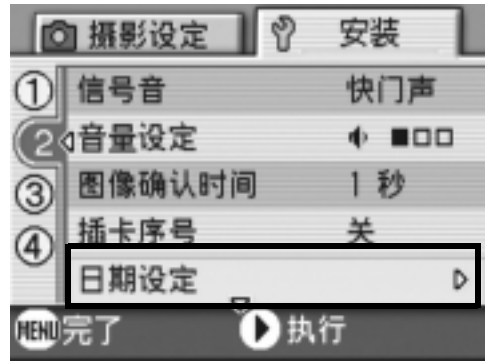 摄影设定 安装
① 信号音 快门声
2 音量设定
③ 图像确认时间 1 秒
④ 插卡序号 关
日期设定
MENU 完了 执行